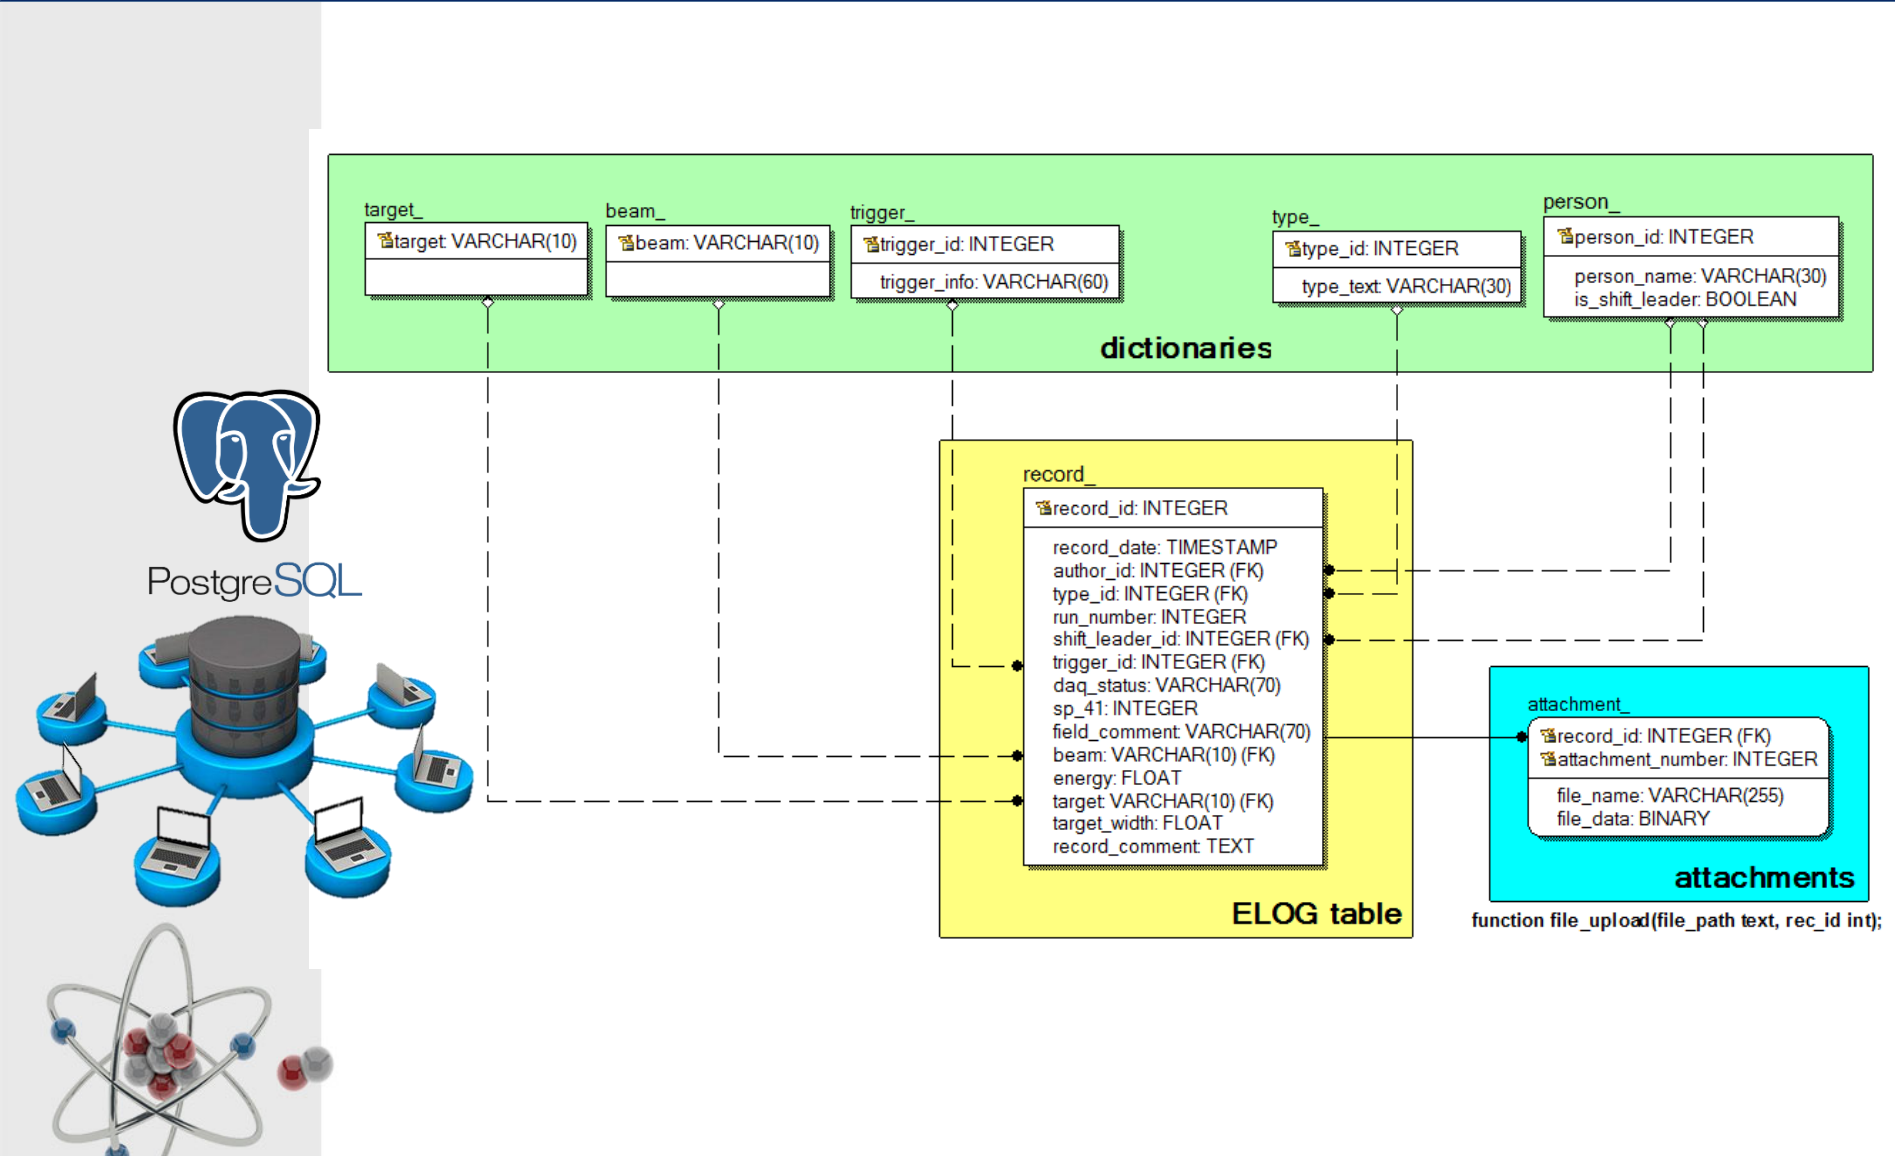 target_
target: VARCHAR(10)
beam_
beam: VARCHAR(10)
trigger_
trigger_id: INTEGER
trigger_info: VARCHAR(60)
type_
type_id: INTEGER
type_text: VARCHAR(30)
person_
person_id: INTEGER
person_name: VARCHAR(30)
is_shift_leader: BOOLEAN
dictionaries
PostgreSQL
record_
record_id: INTEGER
record_date: TIMESTAMP
author_id: INTEGER (FK)
type_id: INTEGER (FK)
run_number: INTEGER
shift_leader_id: INTEGER (FK)
trigger_id: INTEGER (FK)
daq_status: VARCHAR(70)
sp_41: INTEGER
field_comment: VARCHAR(70)
beam: VARCHAR(10) (FK)
energy: FLOAT
target: VARCHAR(10) (FK)
target_width: FLOAT
record_comment: TEXT
ELOG table
attachment_
record_id: INTEGER (FK)
attachment_number: INTEGER
file_name: VARCHAR(255)
file_data: BINARY
attachments
function file_upload(file_path text, rec_id int);